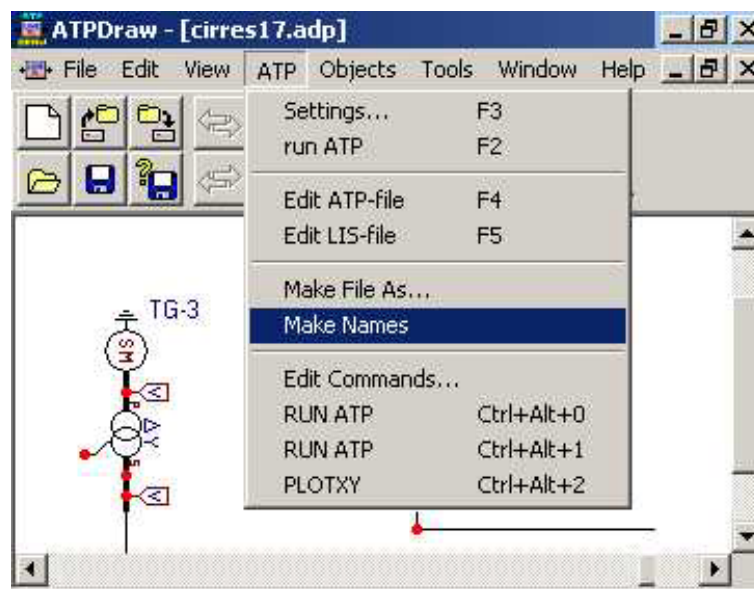 ATPDraw - [cirres17.adp]
File Edit View ATP Objects Tools Window Help
Settings... F3
run ATP F2
Edit ATP-file F4
Edit LIS-file F5
Make File As...
Make Names
Edit Commands...
RUN ATP Ctrl+Alt+0
RUN ATP Ctrl+Alt+1
PLOTXY Ctrl+Alt+2
TG-3
SM
V
P
Y
S
V